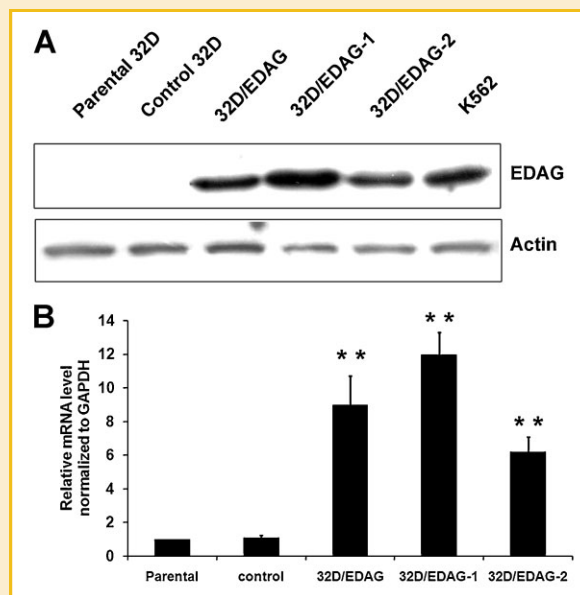 A
Parental 32D
Control 32D
32D/EDAG
32D/EDAG-1
32D/EDAG-2
K562
EDAG
Actin
B
Relative mRNA level
normalized to GAPDH
14
12
10
8
6
4
2
0
* *
* *
* *
Parental
control
32D/EDAG
32D/EDAG-1
32D/EDAG-2